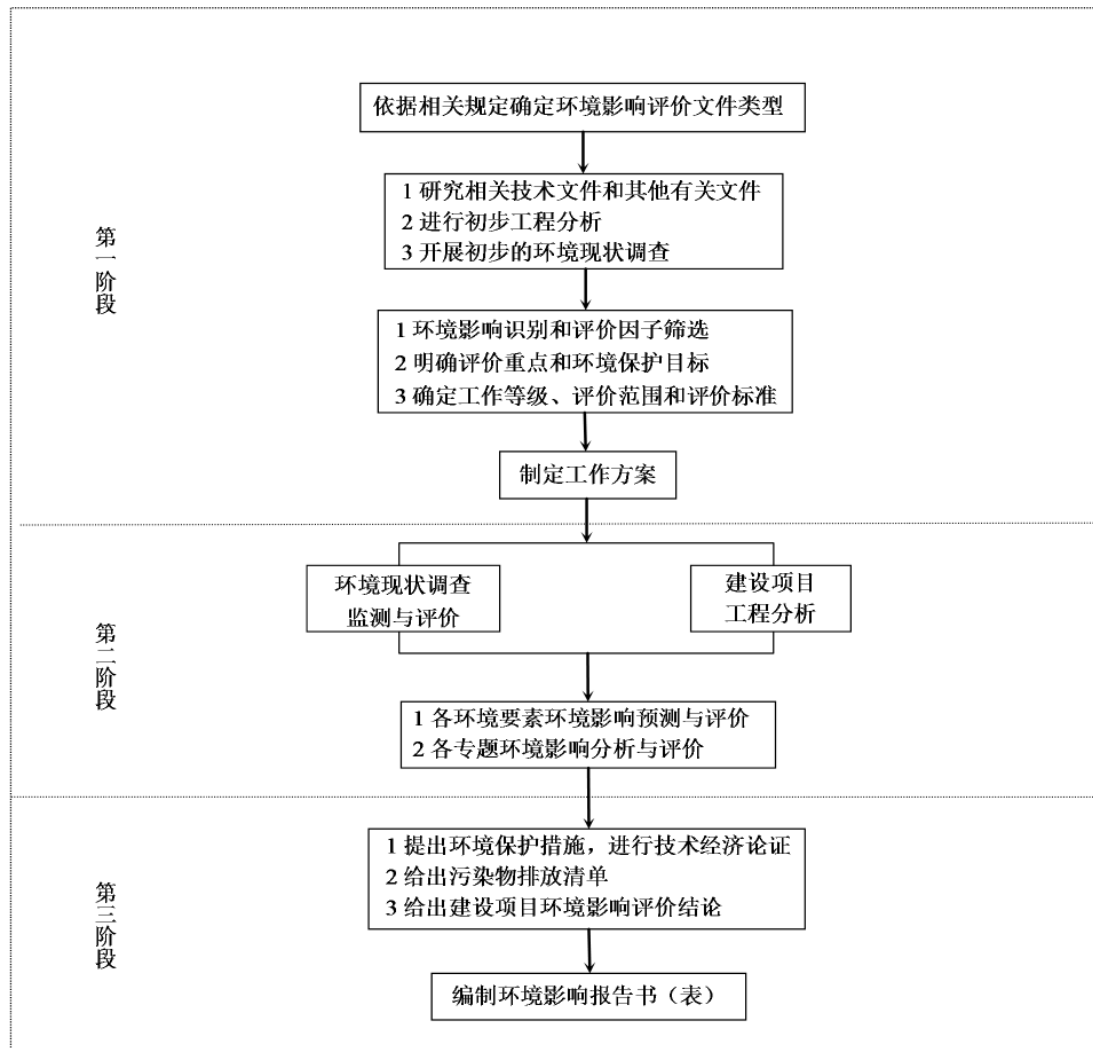 依据相关规定确定环境影响评价文件类型
1 研究相关技术文件和其他有关文件
2 进行初步工程分析
3 开展初步的环境现状调查
第一阶段
1 环境影响识别和评价因子筛选
2 明确评价重点和环境保护目标
3 确定工作等级、评价范围和评价标准
制定工作方案
环境现状调查
监测与评价
建设项目
工程分析
第二阶段
1 各环境要素环境影响预测与评价
2 各专题环境影响分析与评价
1 提出环境保护措施，进行技术经济论证
2 给出污染物排放清单
3 给出建设项目环境影响评价结论
第三阶段
编制环境影响报告书（表）